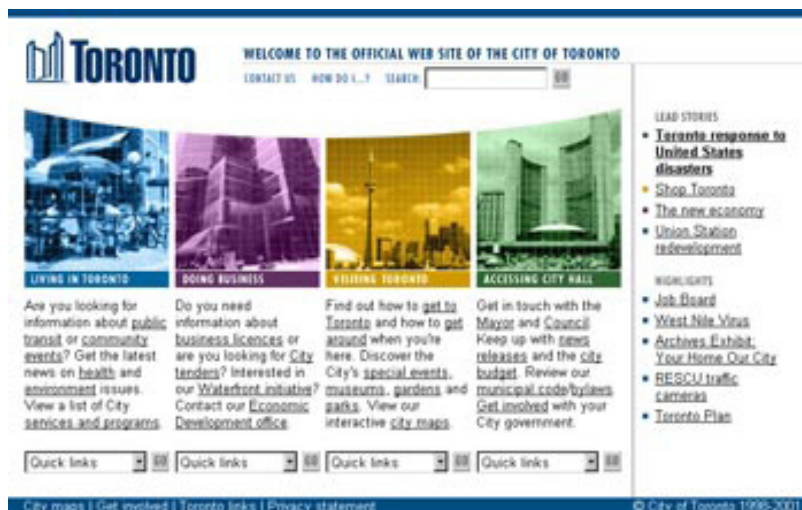 TORONTO
WELCOME TO THE OFFICIAL WEB SITE OF THE CITY OF TORONTO
CONTACT US HOW DO I...? SEARCH: GO
LIVING IN TORONTO
Are you looking for
information about public
transit or community
events? Get the latest
news on health and
environment issues.
View a list of City
services and programs.
Quick links GO
DOING BUSINESS
Do you need
information about
business licences or
are you looking for City
tenders? Interested in
our Waterfront initiative?
Contact our Economic
Development office.
Quick links GO
VISITING TORONTO
Find out how to get to
Toronto and how to get
around when you're
here. Discover the
City's special events,
museums, gardens and
parks. View our
interactive city maps.
Quick links GO
ACCESSING CITY HALL
Get in touch with the
Mayor and Council.
Keep up with news
releases and the city
budget. Review our
municipal code/bylaws.
Get involved with your
City government.
Quick links GO
LEAD STORIES
Toronto response to
United States
disasters
Shop Toronto
The new economy
Union Station
redevelopment
HIGHLIGHTS
Job Board
West Nile Virus
Archives Exhibit:
Your Home Our City
RESCU traffic
cameras
Toronto Plan
City maps | Get involved | Toronto links | Privacy statement
© City of Toronto 1998-2001